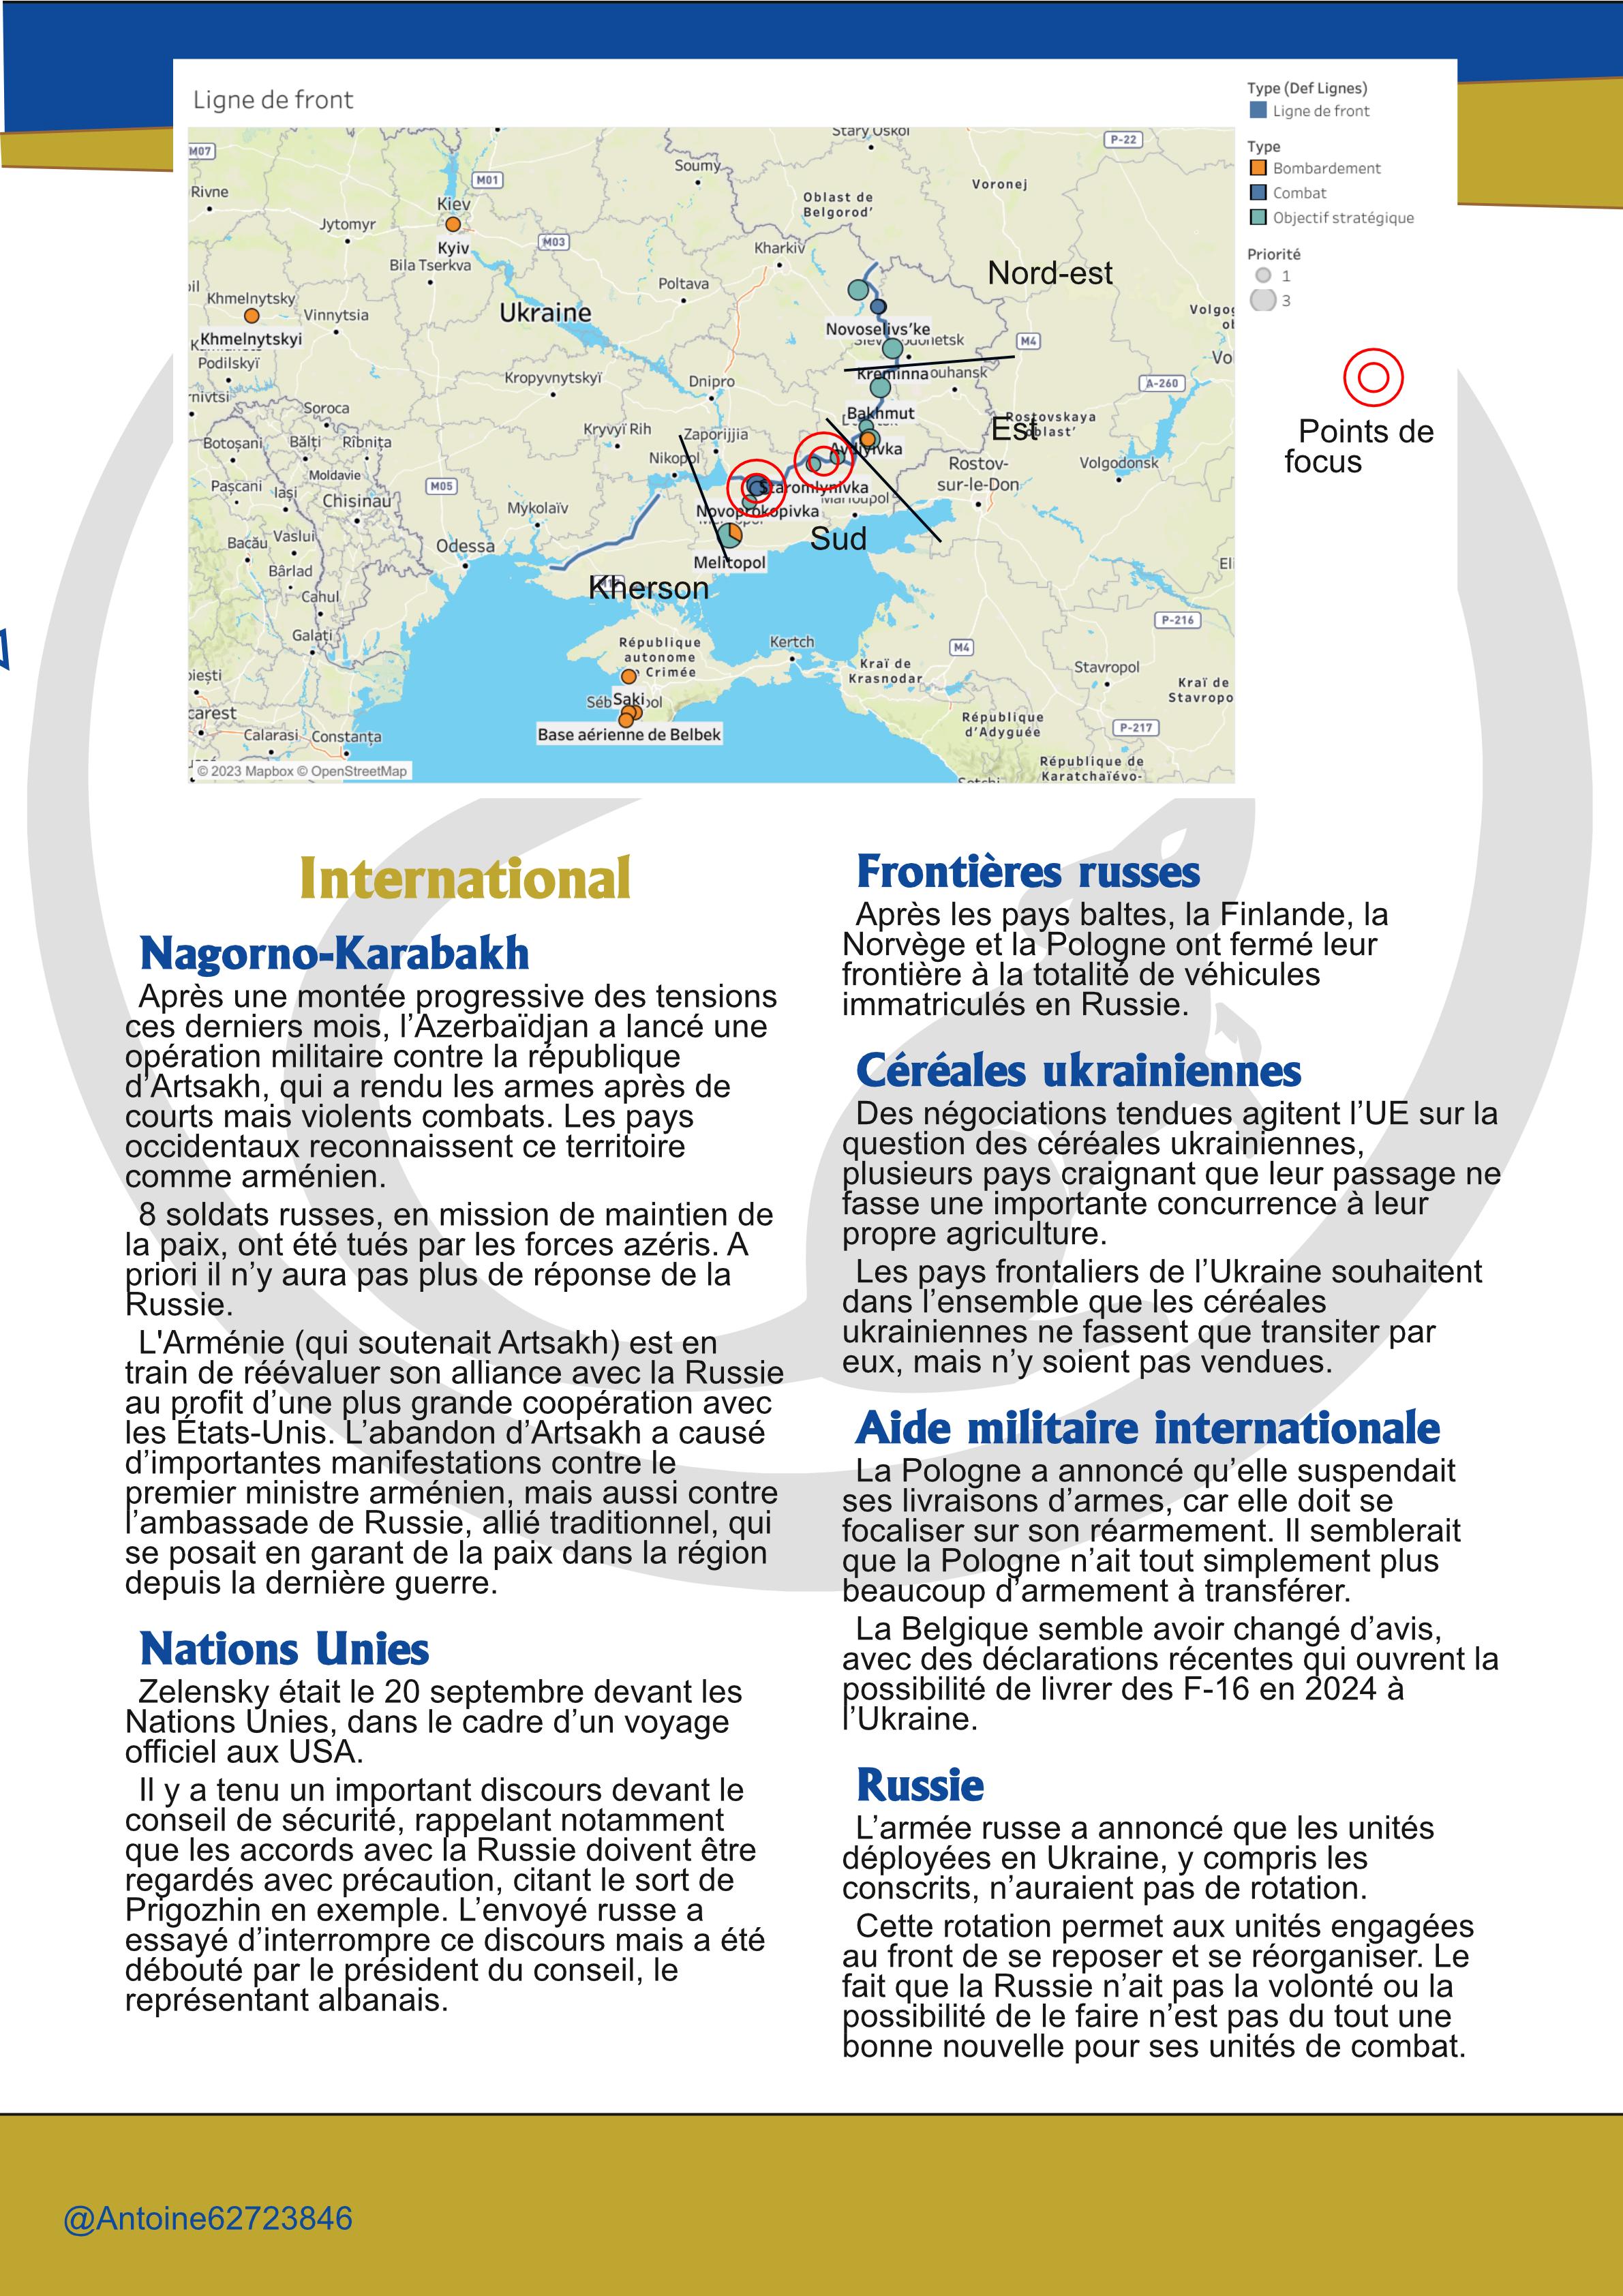 Ligne de front
Type (Def Lignes)
Ligne de front
Type
Bombardement
Combat
Objectif stratégique
Priorité
1
3
Points de
focus
M07
Rivne
M01
Kiev
Kyiv
Jytomyr
M03
Bila Tserkva
Soumy
Stary Oskol
P-22
Oblast de
Belgorod'
Voronej
Kharkiv
Poltava
Nord-est
Khmelnytsky
Khmelnytskyi
Vinnytsia
Ukraine
Novoselivs'ke
M4
Podilskyï
Kropyvnytskyï
Dnipro
Kreminna
ouhansk
A-260
Soroca
Bakhmut
Est
Rostovskaya
oblast'
Botoșani
Bălți
Rîbnița
Kryvyï Rih
Zaporijjia
Avdiyivka
Nikopol
Moldavie
Rostov-
sur-le-Don
Volgodonsk
Pașcani
Iași
Chisinau
M05
Mykolaïv
Staromlynivka
Marioupol
Novoprokopivka
Sud
Bacău
Vaslui
Odessa
Melitopol
Bârlad
Kherson
Cahul
P-216
Galați
République
autonome
Crimée
Kertch
M4
Kraï de
Krasnodar
Stavropol
Kraï de
Stavropo
Saki
carest
République
d'Adyguée
P-217
Călărași
Constanța
Base aérienne de Belbek
République de
Karatchaïévo-
© 2023 Mapbox © OpenStreetMap
International
Nagorno-Karabakh
Après une montée progressive des tensions
ces derniers mois, l’Azerbaïdjan a lancé une
opération militaire contre la république
d’Artsakh, qui a rendu les armes après de
courts mais violents combats. Les pays
occidentaux reconnaissent ce territoire
comme arménien.
8 soldats russes, en mission de maintien de
la paix, ont été tués par les forces azéris. A
priori il n’y aura pas plus de réponse de la
Russie.
L'Arménie (qui soutenait Artsakh) est en
train de réévaluer son alliance avec la Russie
au profit d’une plus grande coopération avec
les États-Unis. L’abandon d’Artsakh a causé
d’importantes manifestations contre le
premier ministre arménien, mais aussi contre
l’ambassade de Russie, allié traditionnel, qui
se posait en garant de la paix dans la région
depuis la dernière guerre.
Nations Unies
Zelensky était le 20 septembre devant les
Nations Unies, dans le cadre d’un voyage
officiel aux USA.
Il y a tenu un important discours devant le
conseil de sécurité, rappelant notamment
que les accords avec la Russie doivent être
regardés avec précaution, citant le sort de
Prigozhin en exemple. L’envoyé russe a
essayé d’interrompre ce discours mais a été
débouté par le président du conseil, le
représentant albanais.
Frontières russes
Après les pays baltes, la Finlande, la
Norvège et la Pologne ont fermé leur
frontière à la totalité de véhicules
immatriculés en Russie.
Céréales ukrainiennes
Des négociations tendues agitent l’UE sur la
question des céréales ukrainiennes,
plusieurs pays craignant que leur passage ne
fasse une importante concurrence à leur
propre agriculture.
Les pays frontaliers de l’Ukraine souhaitent
dans l’ensemble que les céréales
ukrainiennes ne fassent que transiter par
eux, mais n’y soient pas vendues.
Aide militaire internationale
La Pologne a annoncé qu’elle suspendait
ses livraisons d’armes, car elle doit se
focaliser sur son réarmement. Il semblerait
que la Pologne n’ait tout simplement plus
beaucoup d’armement à transférer.
La Belgique semble avoir changé d’avis,
avec des déclarations récentes qui ouvrent la
possibilité de livrer des F-16 en 2024 à
l’Ukraine.
Russie
L’armée russe a annoncé que les unités
déployées en Ukraine, y compris les
conscrits, n’auraient pas de rotation.
Cette rotation permet aux unités engagées
au front de se reposer et se réorganiser. Le
fait que la Russie n’ait pas la volonté ou la
possibilité de le faire n’est pas du tout une
bonne nouvelle pour ses unités de combat.
@Antoine62723846